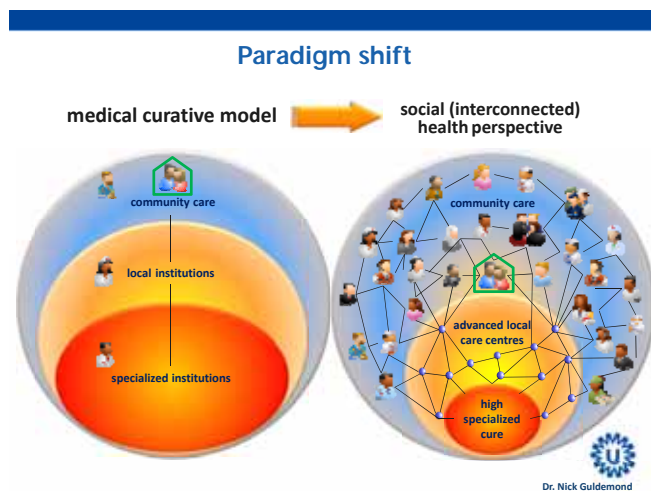 Paradigm shift
medical curative model
social (interconnected)
health perspective
community care
local institutions
specialized institutions
community care
advanced local
care centres
high
specialized
cure
U
Dr. Nick Guldemond